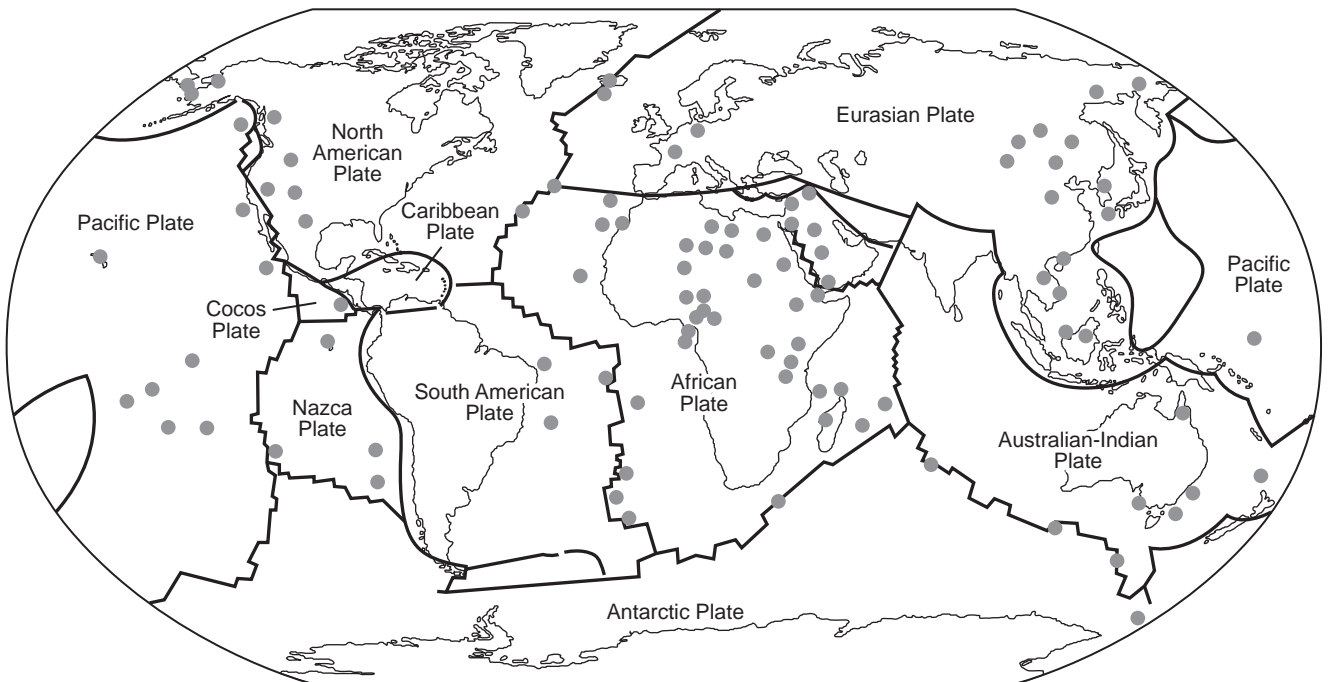 Eurasian Plate
North
American
Plate
Caribbean
Plate
Pacific Plate
Pacific
Plate
Cocos
Plate
African
Plate
South American
Plate
Nazca
Plate
Australian-Indian
Plate
Antarctic Plate